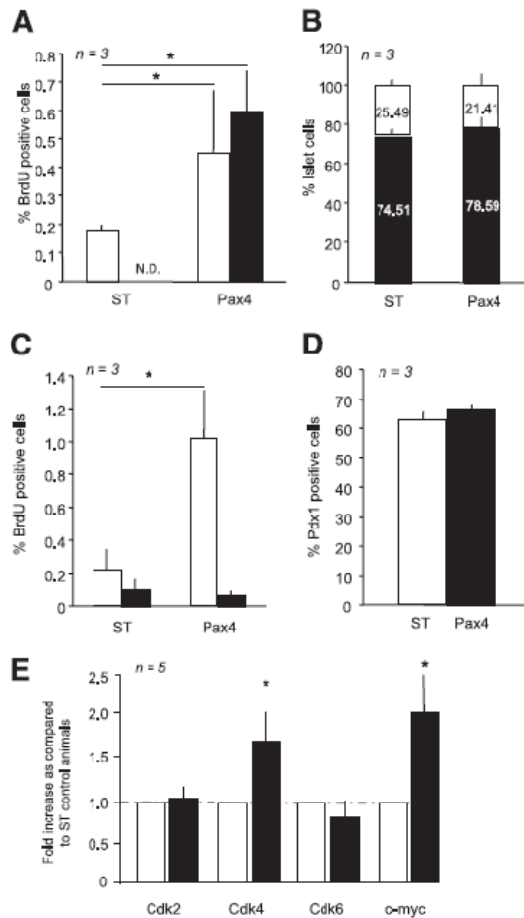 A
n = 3
*
*
% BrdU positive cells
0.8
0.7
0.6
0.5
0.4
0.3
0.2
0.1
0
N.D.
ST Pax4
B
n = 3
% Islet cells
120
100
80
60
40
20
0
25.49 21.41
74.51 78.59
ST Pax4
C
n = 3
*
% BrdU positive cells
1.4
1.2
1.0
0.8
0.6
0.4
0.2
0
ST Pax4
D
n = 3
% Pdx1 positive cells
80
70
60
50
40
30
20
10
0
ST Pax4
E
n = 5
* *
Fold increase as compared
to ST control animals
2.5
2.0
1.5
1.0
0.5
0
Cdk2 Cdk4 Cdk6 c-myc